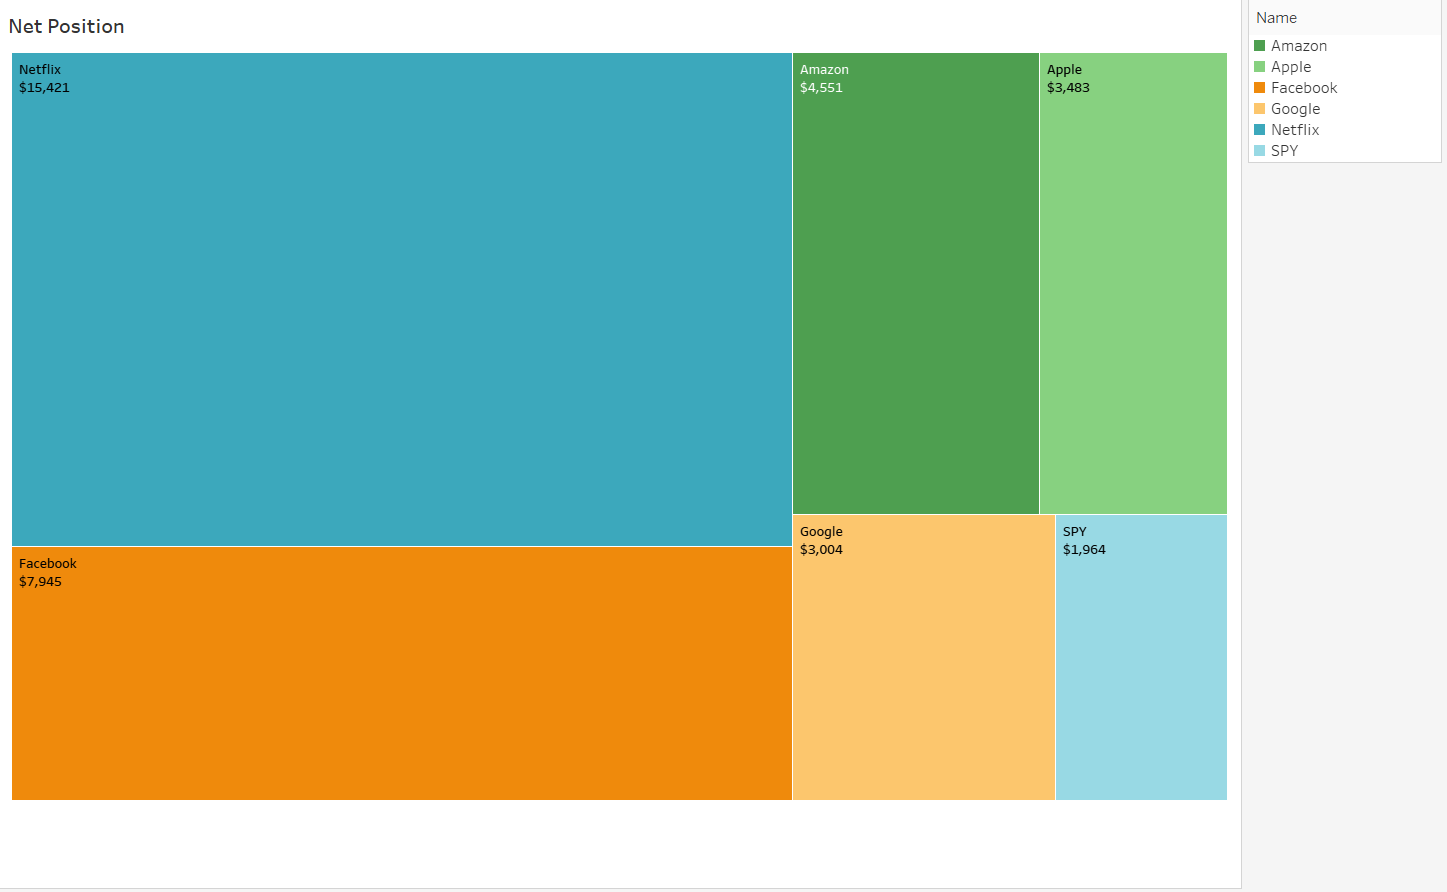 Net Position
Netflix
$15,421
Amazon
$4,551
Apple
$3,483
Facebook
$7,945
Google
$3,004
SPY
$1,964
Name
Amazon
Apple
Facebook
Google
Netflix
SPY